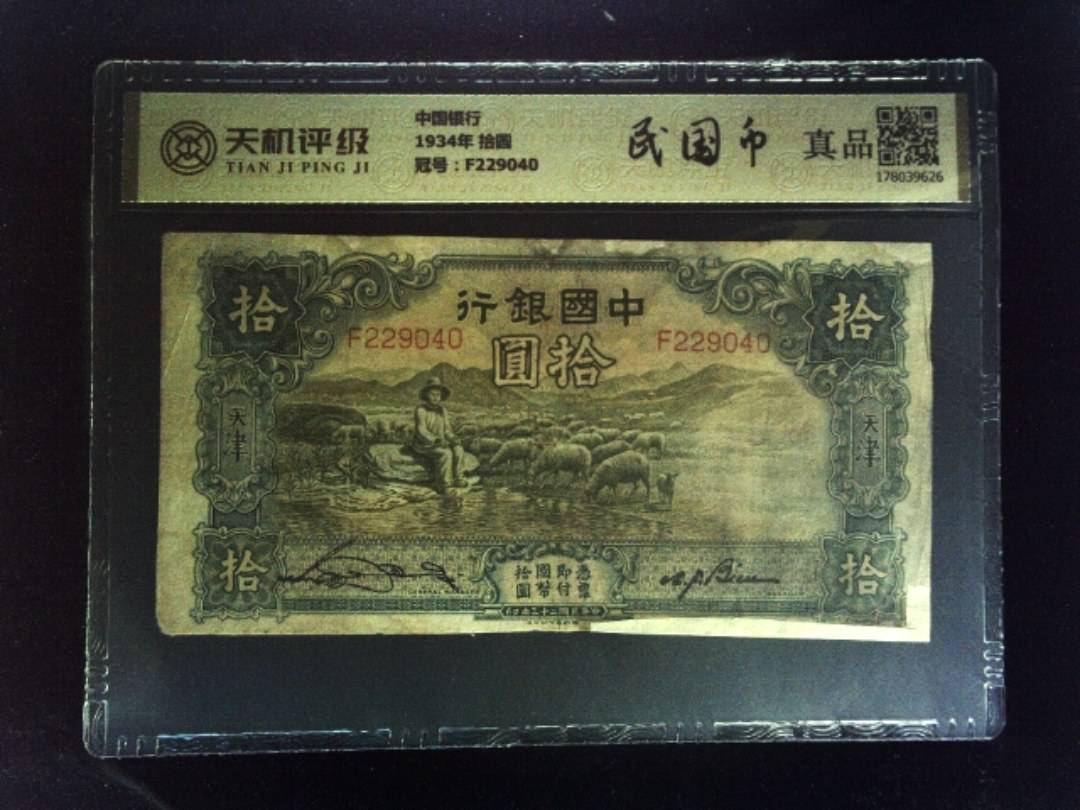 天机评级
TIAN JI PING JI
中国银行
1934年 拾圆
冠号：F229040
民国币
真品
178039626
拾
行銀國中
拾
F229040
F229040
圓拾
天津
天津
拾
拾
憑票
即付
國幣
拾圓
GENERAL MANAGER